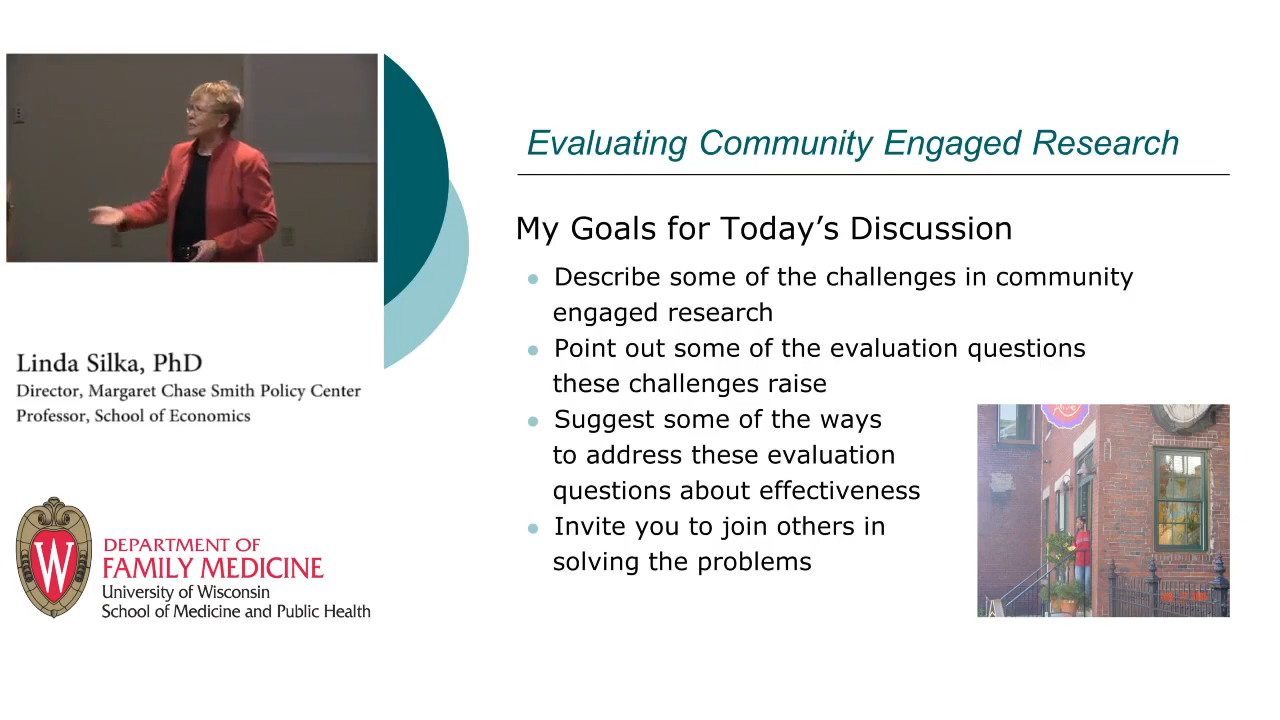 Evaluating Community Engaged Research
My Goals for Today’s Discussion
Describe some of the challenges in community
engaged research
Point out some of the evaluation questions
these challenges raise
Suggest some of the ways
to address these evaluation
questions about effectiveness
Invite you to join others in
solving the problems
Linda Silka, PhD
Director, Margaret Chase Smith Policy Center
Professor, School of Economics
W
DEPARTMENT OF
FAMILY MEDICINE
University of Wisconsin
School of Medicine and Public Health